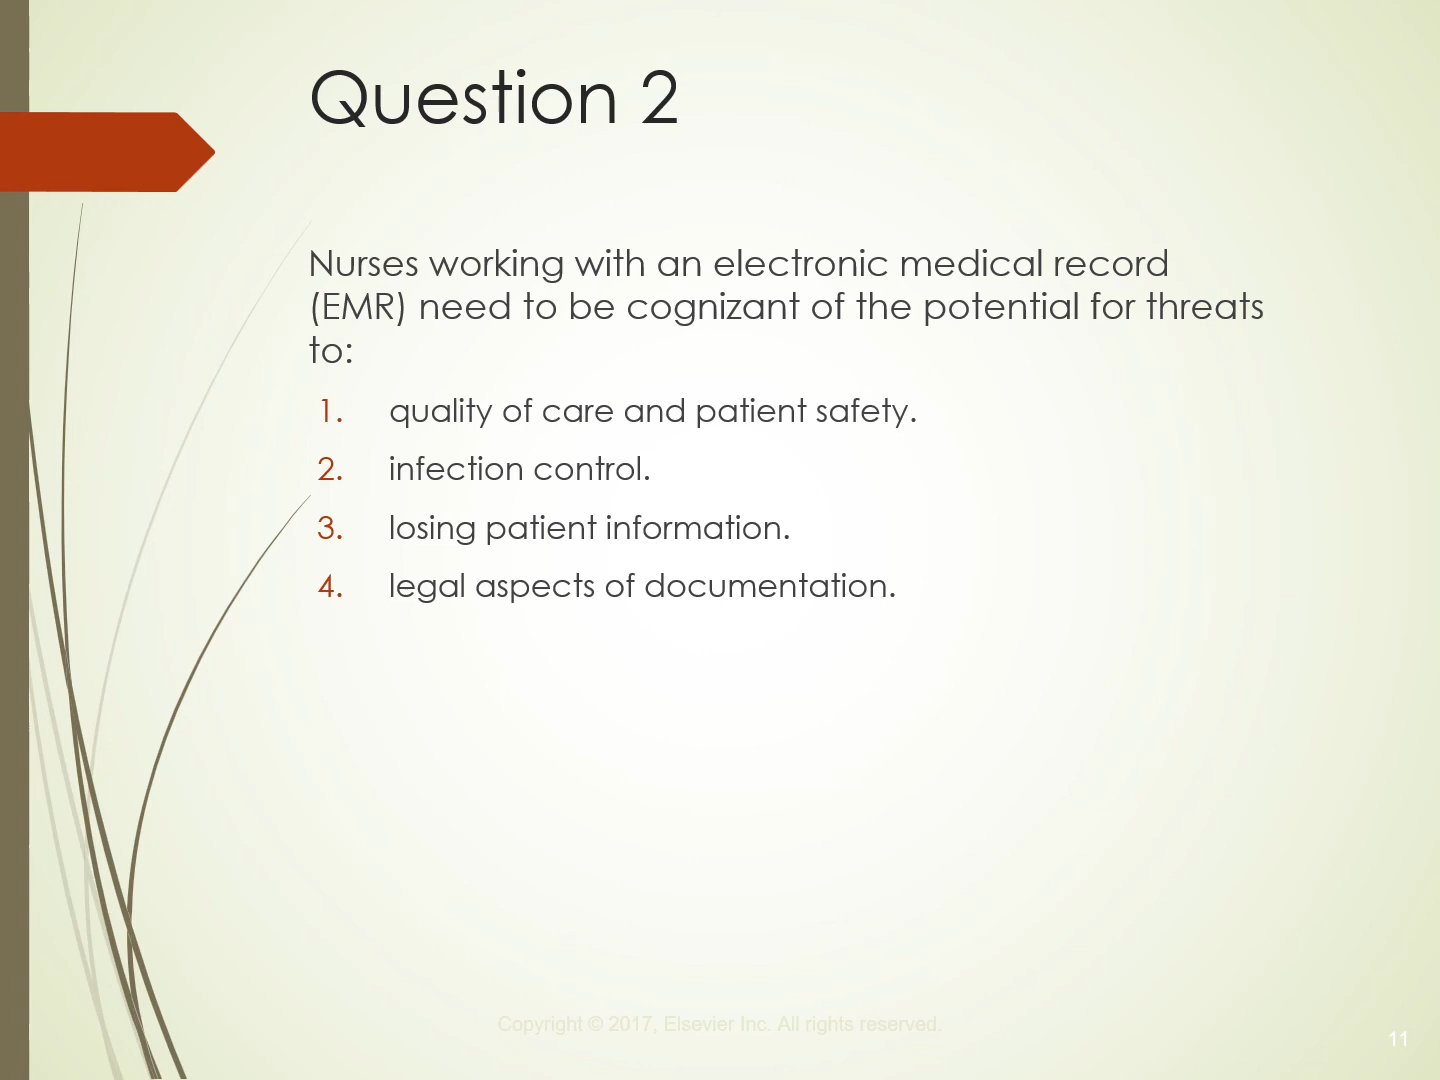 Question 2
Nurses working with an electronic medical record
(EMR) need to be cognizant of the potential for threats
to:
1. quality of care and patient safety.
2. infection control.
3. losing patient information.
4. legal aspects of documentation.
Copyright © 2017, Elsevier Inc. All rights reserved.
11